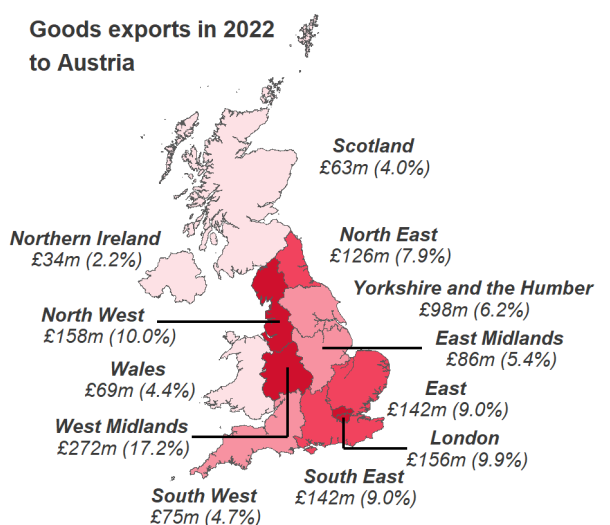 Goods exports in 2022
to Austria
Scotland
£63m (4.0%)
Northern Ireland
£34m (2.2%)
North East
£126m (7.9%)
Yorkshire and the Humber
£98m (6.2%)
North West
£158m (10.0%)
East Midlands
£86m (5.4%)
Wales
£69m (4.4%)
East
£142m (9.0%)
West Midlands
£272m (17.2%)
London
£156m (9.9%)
South East
£142m (9.0%)
South West
£75m (4.7%)